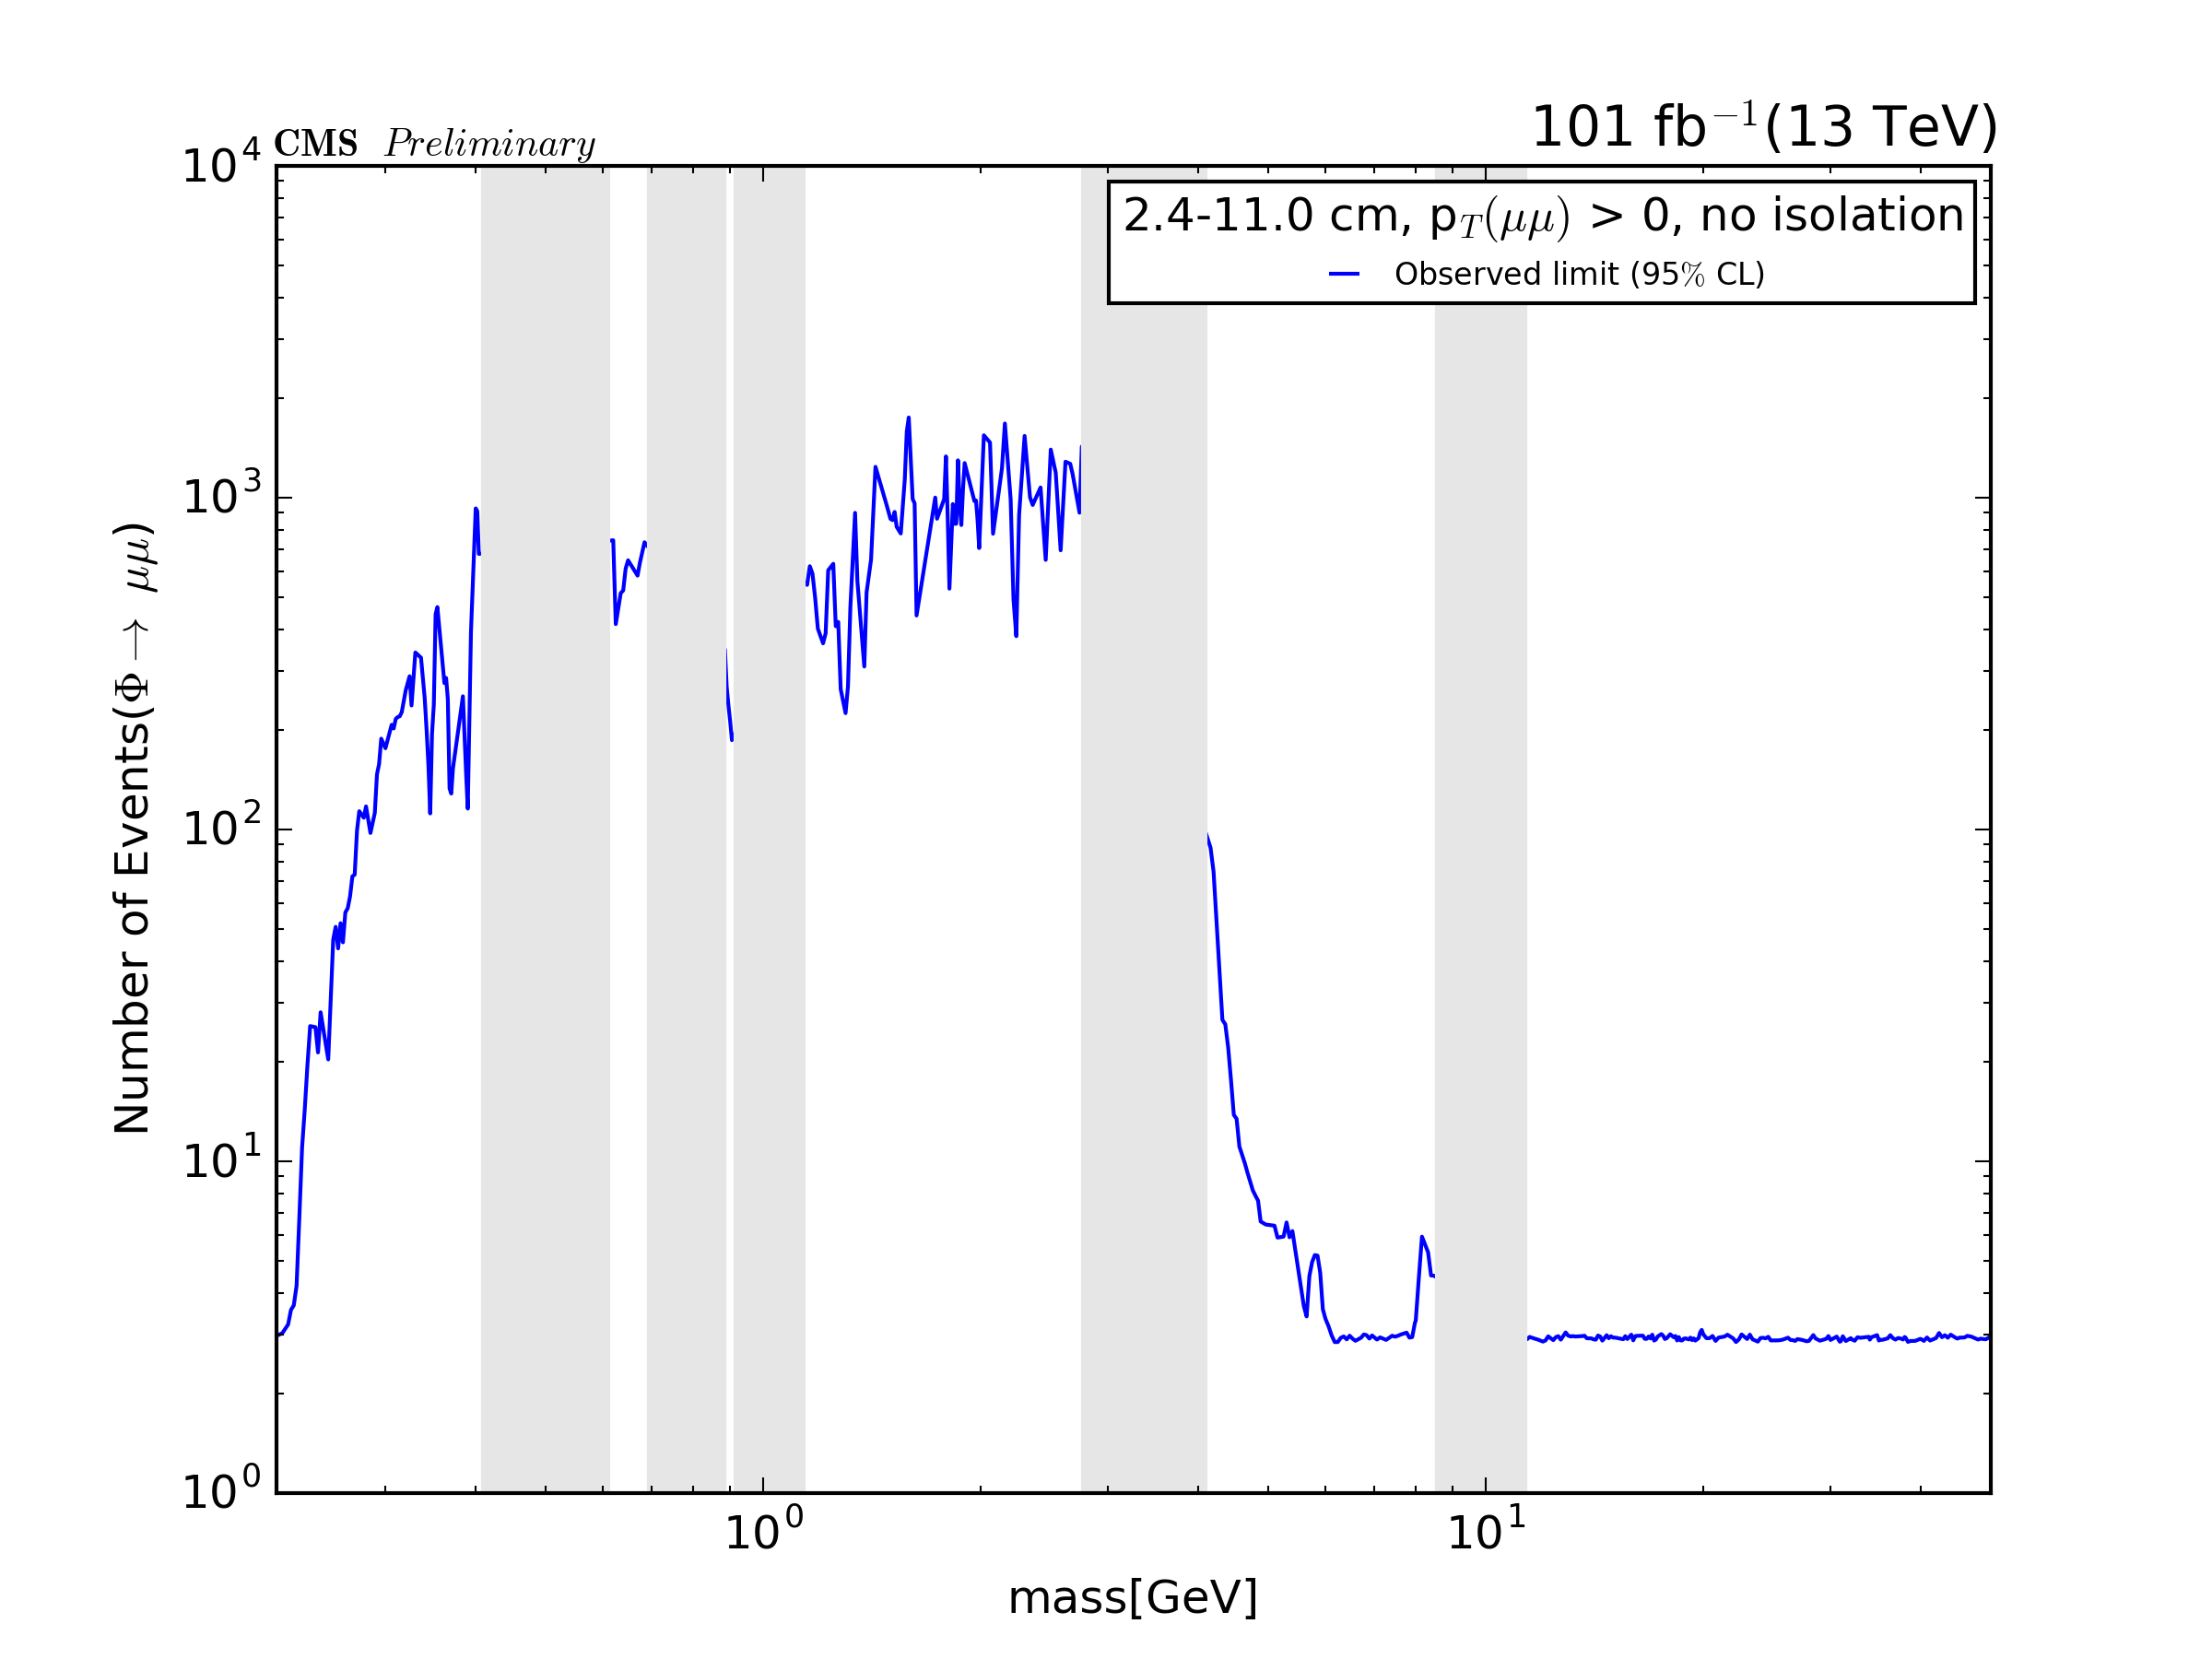 101 fb⁻¹(13 TeV)
CMS Preliminary
2.4-11.0 cm, p_T(μμ) > 0, no isolation
Observed limit (95% CL)
Number of Events(Φ → μμ)
10⁴
10³
10²
10¹
10⁰
10⁰ 10¹
mass[GeV]